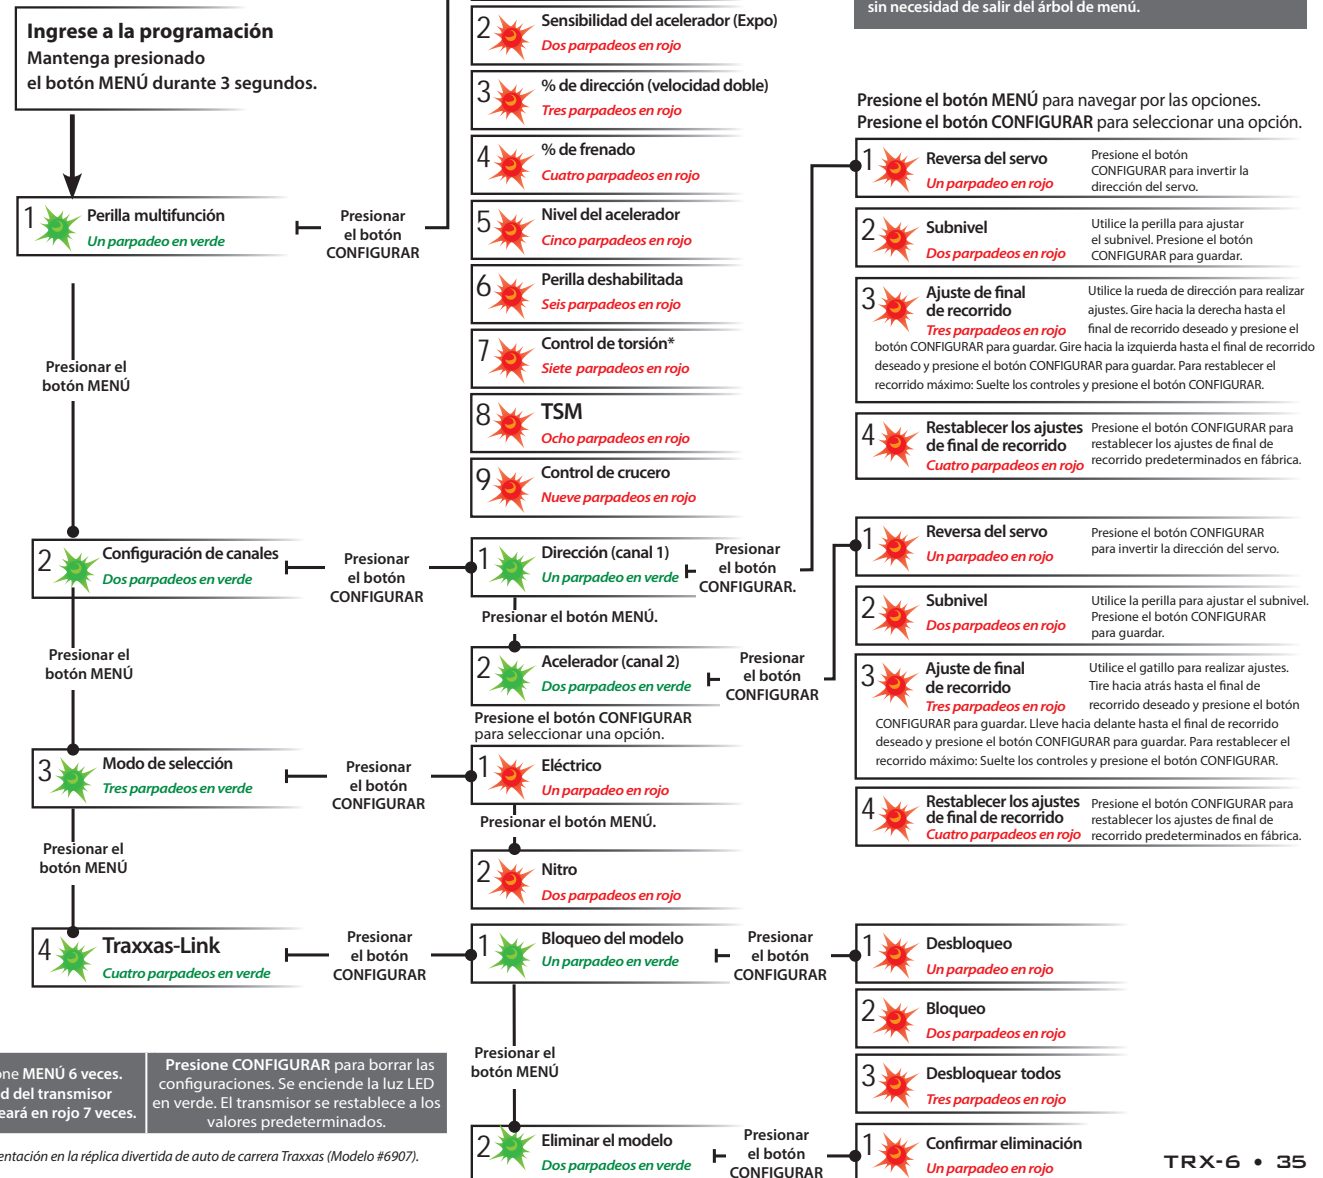 Ingrese a la programación
Mantenga presionado
el botón MENÚ durante 3 segundos.
1
Perilla multifunción
Un parpadeo en verde
Presionar
el botón
CONFIGURAR
2
Sensibilidad del acelerador (Expo)
Dos parpadeos en rojo
3
% de dirección (velocidad doble)
Tres parpadeos en rojo
4
% de frenado
Cuatro parpadeos en rojo
5
Nivel del acelerador
Cinco parpadeos en rojo
6
Perilla deshabilitada
Seis parpadeos en rojo
7
Control de torsión*
Siete parpadeos en rojo
8
TSM
Ocho parpadeos en rojo
9
Control de crucero
Nueve parpadeos en rojo
sin necesidad de salir del árbol de menú.
Presione el botón MENÚ para navegar por las opciones.
Presione el botón CONFIGURAR para seleccionar una opción.
1
Reversa del servo
Un parpadeo en rojo
Presione el botón
CONFIGURAR para invertir la
dirección del servo.
2
Subnivel
Dos parpadeos en rojo
Utilice la perilla para ajustar
el subnivel. Presione el botón
CONFIGURAR para guardar.
3
Ajuste de final
de recorrido
Tres parpadeos en rojo
Utilice la rueda de dirección para realizar
ajustes. Gire hacia la derecha hasta el
final de recorrido deseado y presione el
botón CONFIGURAR para guardar. Gire hacia la izquierda hasta el final de recorrido
deseado y presione el botón CONFIGURAR para guardar. Para restablecer el
recorrido máximo: Suelte los controles y presione el botón CONFIGURAR.
4
Restablecer los ajustes
de final de recorrido
Cuatro parpadeos en rojo
Presione el botón CONFIGURAR para
restablecer los ajustes de final de
recorrido predeterminados en fábrica.
Presionar el
botón MENÚ
2
Configuración de canales
Dos parpadeos en verde
Presionar
el botón
CONFIGURAR
1
Dirección (canal 1)
Un parpadeo en verde
Presionar
el botón
CONFIGURAR.
Presionar el botón MENÚ.
2
Acelerador (canal 2)
Dos parpadeos en verde
Presionar
el botón
CONFIGURAR
1
Reversa del servo
Un parpadeo en rojo
Presione el botón CONFIGURAR
para invertir la dirección del servo.
2
Subnivel
Dos parpadeos en rojo
Utilice la perilla para ajustar el subnivel.
Presione el botón CONFIGURAR
para guardar.
3
Ajuste de final
de recorrido
Tres parpadeos en rojo
Utilice el gatillo para realizar ajustes.
Tire hacia atrás hasta el final de
recorrido deseado y presione el botón
CONFIGURAR para guardar. Lleve hacia delante hasta el final de recorrido
deseado y presione el botón CONFIGURAR para guardar. Para restablecer el
recorrido máximo: Suelte los controles y presione el botón CONFIGURAR.
4
Restablecer los ajustes
de final de recorrido
Cuatro parpadeos en rojo
Presione el botón CONFIGURAR para
restablecer los ajustes de final de
recorrido predeterminados en fábrica.
Presionar el
botón MENÚ
3
Modo de selección
Tres parpadeos en verde
Presionar
el botón
CONFIGURAR
Presione el botón CONFIGURAR
para seleccionar una opción.
1
Eléctrico
Un parpadeo en rojo
Presionar el botón MENÚ.
2
Nitro
Dos parpadeos en rojo
Presionar el
botón MENÚ
4
Traxxas-Link
Cuatro parpadeos en verde
Presionar
el botón
CONFIGURAR
1
Bloqueo del modelo
Un parpadeo en verde
Presionar
el botón
CONFIGURAR
1
Desbloqueo
Un parpadeo en rojo
2
Bloqueo
Dos parpadeos en rojo
3
Desbloquear todos
Tres parpadeos en rojo
Presionar el
botón MENÚ
2
Eliminar el modelo
Dos parpadeos en verde
Presionar
el botón
CONFIGURAR
1
Confirmar eliminación
Un parpadeo en rojo
one MENÚ 6 veces.
d del transmisor
eará en rojo 7 veces.
Presione CONFIGURAR para borrar las
configuraciones. Se enciende la luz LED
en verde. El transmisor se restablece a los
valores predeterminados.
entación en la réplica divertida de auto de carrera Traxxas (Modelo #6907).
TRX-6 • 35